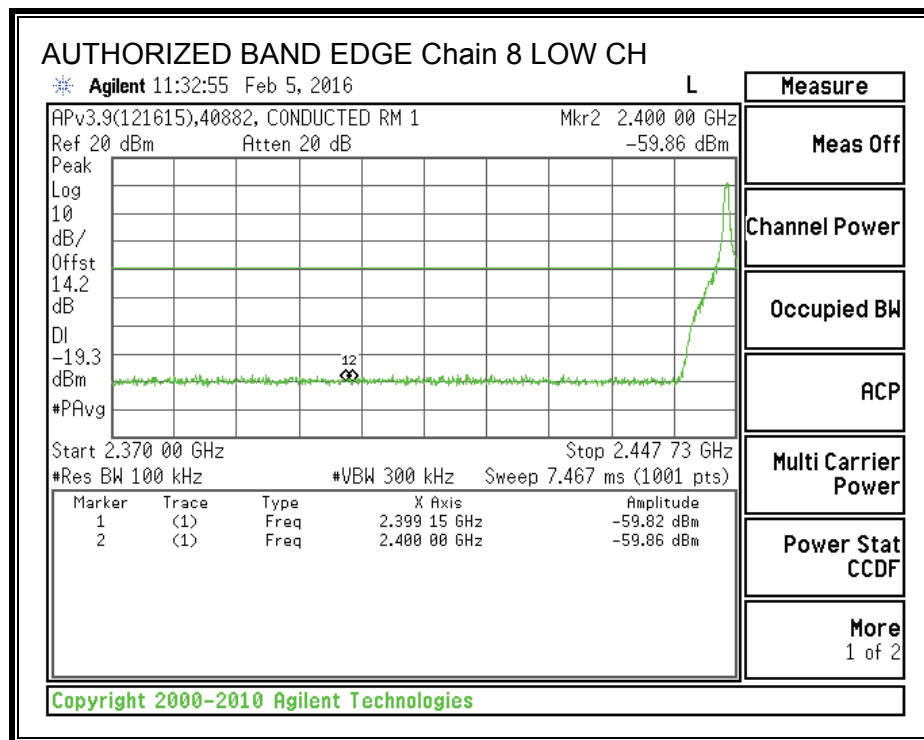 AUTHORIZED BAND EDGE Chain 8 LOW CH
Agilent 11:32:55 Feb 5, 2016 L
APv3.9(121615),40882, CONDUCTED RM 1 Mkr2 2.400 00 GHz
Ref 20 dBm Atten 20 dB -59.86 dBm
Peak
Log
10
dB/
Offst
14.2
dB
DI
-19.3
dBm
#PAvg
12
Start 2.370 00 GHz Stop 2.447 73 GHz
#Res BW 100 kHz #VBW 300 kHz Sweep 7.467 ms (1001 pts)
Marker Trace Type X Axis Amplitude
1 (1) Freq 2.399 15 GHz -59.82 dBm
2 (1) Freq 2.400 00 GHz -59.86 dBm
Measure
Meas Off
Channel Power
Occupied BW
ACP
Multi Carrier
Power
Power Stat
CCDF
More
1 of 2
Copyright 2000-2010 Agilent Technologies